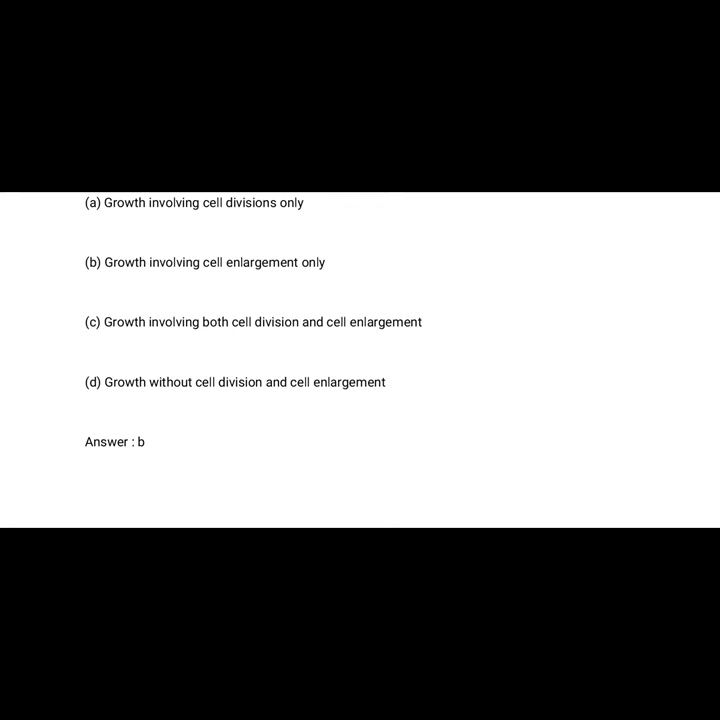 (a) Growth involving cell divisions only
(b) Growth involving cell enlargement only
(c) Growth involving both cell division and cell enlargement
(d) Growth without cell division and cell enlargement
Answer : b